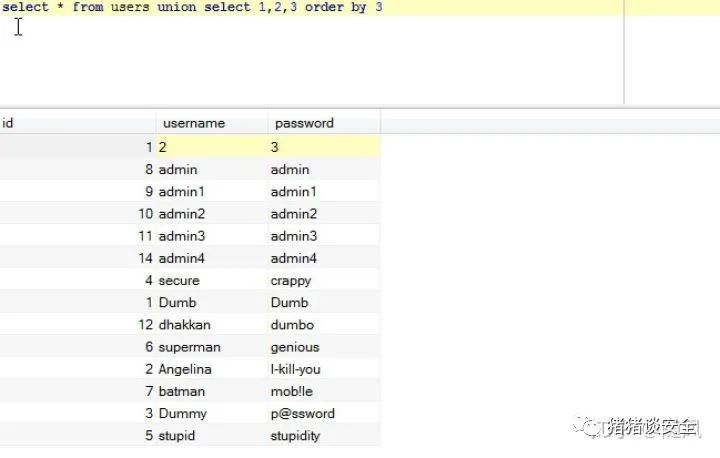 select * from users union select 1,2,3 order by 3
id username password
1 2 3
8 admin admin
9 admin1 admin1
10 admin2 admin2
11 admin3 admin3
14 admin4 admin4
4 secure crappy
1 Dumb Dumb
12 dhakkan dumbo
6 superman genious
2 Angelina I-kill-you
7 batman mob!le
3 Dummy p@ssword
5 stupid stupidity
猪猪谈安全